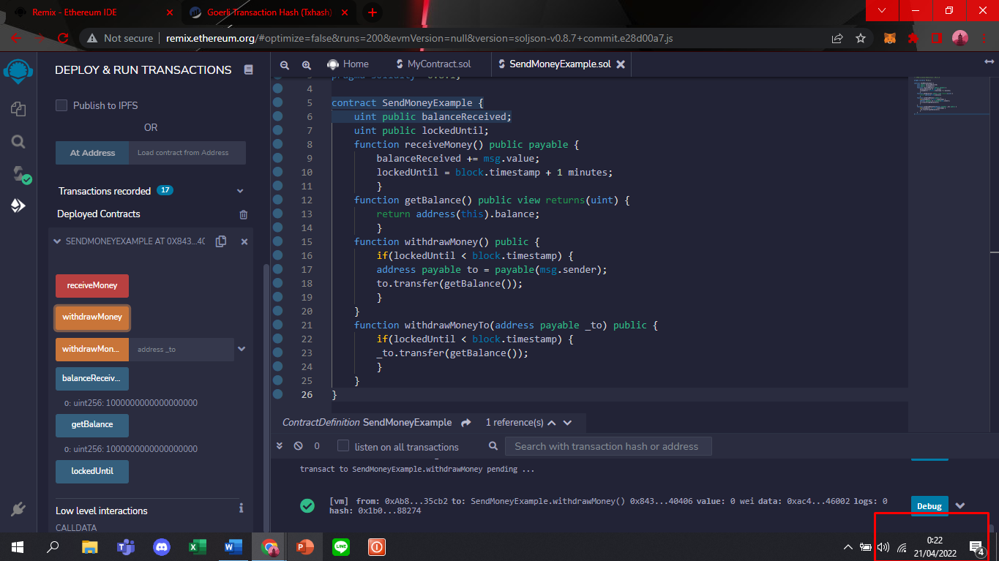 Remix - Ethereum IDE
Goerli Transaction Hash (Txhash)
Not secure
remix.ethereum.org/#optimize=false&runs=200&evmVersion=null&version=soljson-v0.8.7+commit.e28d00a7.js
DEPLOY & RUN TRANSACTIONS
Publish to IPFS
OR
At Address
Load contract from Address
Transactions recorded 17
Deployed Contracts
SENDMONEYEXAMPLE AT 0X843...4
receiveMoney
withdrawMoney
withdrawMon...
address _to
balanceReceiv...
0: uint256: 1000000000000000000
getBalance
0: uint256: 1000000000000000000
lockedUntil
Low level interactions
CALLDATA
Home
MyContract.sol
SendMoneyExample.sol
4
5 contract SendMoneyExample {
6 uint public balanceReceived;
7 uint public lockedUntil;
8 function receiveMoney() public payable {
9 balanceReceived += msg.value;
10 lockedUntil = block.timestamp + 1 minutes;
11 }
12 function getBalance() public view returns(uint) {
13 return address(this).balance;
14 }
15 function withdrawMoney() public {
16 if(lockedUntil < block.timestamp) {
17 address payable to = payable(msg.sender);
18 to.transfer(getBalance());
19 }
20 }
21 function withdrawMoneyTo(address payable _to) public {
22 if(lockedUntil < block.timestamp) {
23 _to.transfer(getBalance());
24 }
25 }
26 }
ContractDefinition SendMoneyExample
1 reference(s)
0
listen on all transactions
Search with transaction hash or address
transact to SendMoneyExample.withdrawMoney pending ...
[vm] from: 0xAb8...35cb2 to: SendMoneyExample.withdrawMoney() 0x843...40406 value: 0 wei data: 0xac4...46002 logs: 0
hash: 0x1b0...88274
Debug
0:22
21/04/2022
4